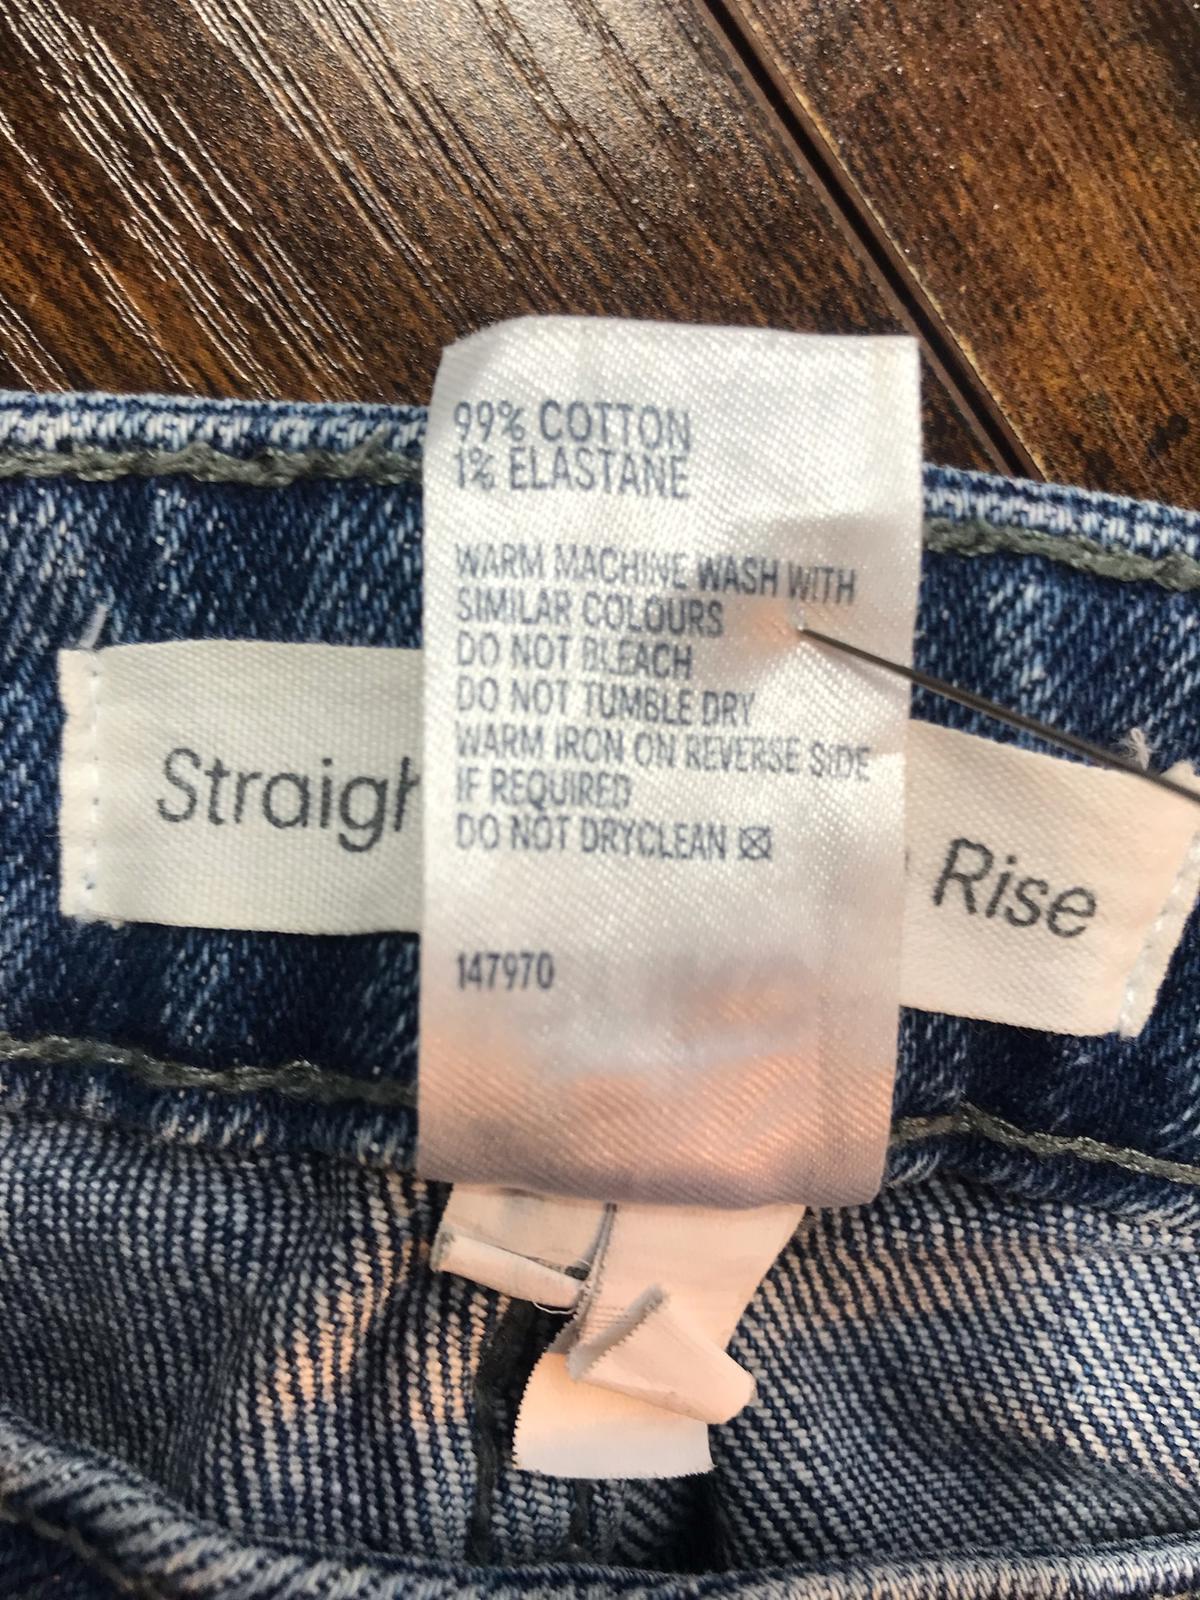 99% COTTON
1% ELASTANE
WARM MACHINE WASH WITH
SIMILAR COLOURS
DO NOT BLEACH
DO NOT TUMBLE DRY
WARM IRON ON REVERSE SIDE
IF REQUIRED
DO NOT DRYCLEAN
147970
Straigh
Rise